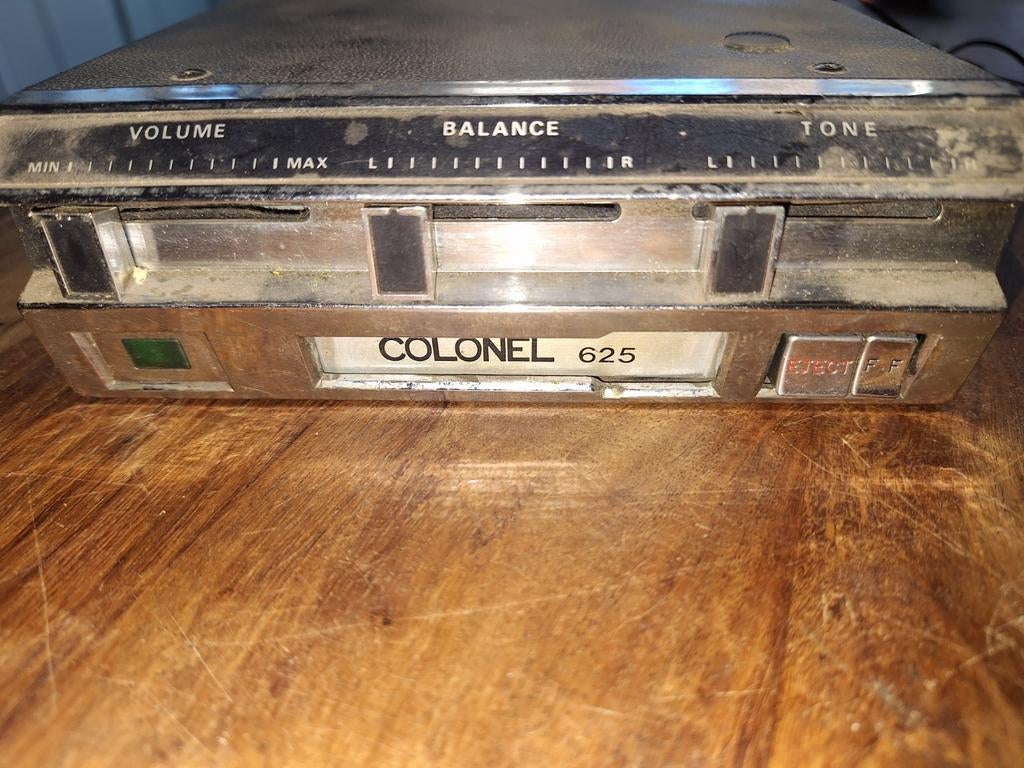 VOLUME BALANCE TONE
MIN MAX L R L R
COLONEL 625
EJECT F.F